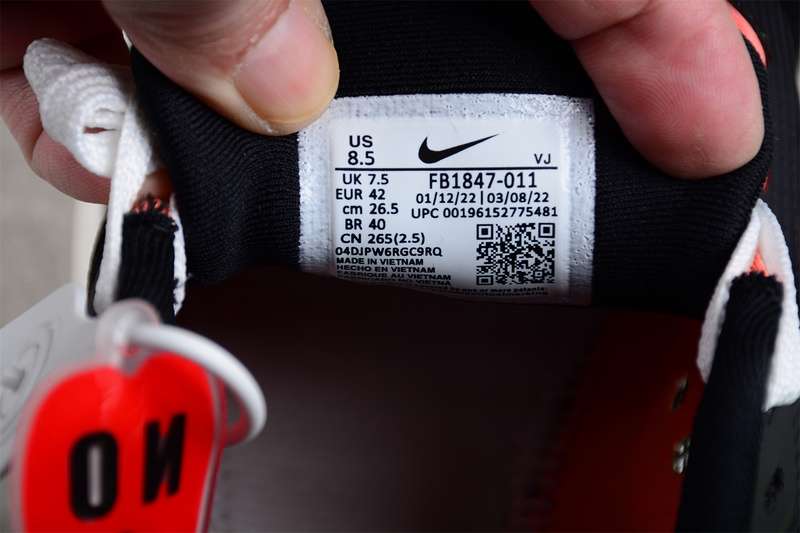 US
8.5
VJ
UK 7.5
EUR 42
cm 26.5
BR 40
CN 265(2.5)
FB1847-011
01/12/22 | 03/08/22
UPC 00196152775481
04DJPW6RGC9RQ
MADE IN VIETNAM
HECHO EN VIETNAM
FABRIQUE AU VIETNAM
NO